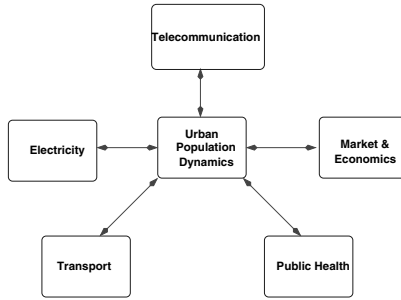 Telecommunication
Urban
Population
Dynamics
Electricity
Market &
Economics
Transport
Public Health